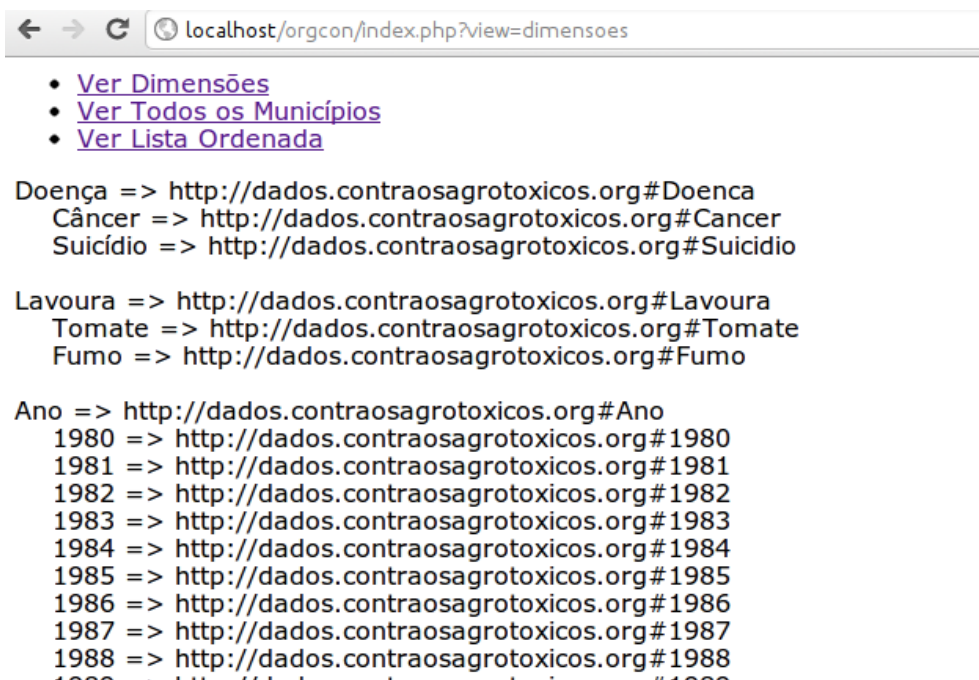 localhost/orgcon/index.php?view=dimensoes
• Ver Dimensões
• Ver Todos os Municípios
• Ver Lista Ordenada
Doença => http://dados.contraosagrotoxicos.org#Doenca
Câncer => http://dados.contraosagrotoxicos.org#Cancer
Suicídio => http://dados.contraosagrotoxicos.org#Suicidio
Lavoura => http://dados.contraosagrotoxicos.org#Lavoura
Tomate => http://dados.contraosagrotoxicos.org#Tomate
Fumo => http://dados.contraosagrotoxicos.org#Fumo
Ano => http://dados.contraosagrotoxicos.org#Ano
1980 => http://dados.contraosagrotoxicos.org#1980
1981 => http://dados.contraosagrotoxicos.org#1981
1982 => http://dados.contraosagrotoxicos.org#1982
1983 => http://dados.contraosagrotoxicos.org#1983
1984 => http://dados.contraosagrotoxicos.org#1984
1985 => http://dados.contraosagrotoxicos.org#1985
1986 => http://dados.contraosagrotoxicos.org#1986
1987 => http://dados.contraosagrotoxicos.org#1987
1988 => http://dados.contraosagrotoxicos.org#1988